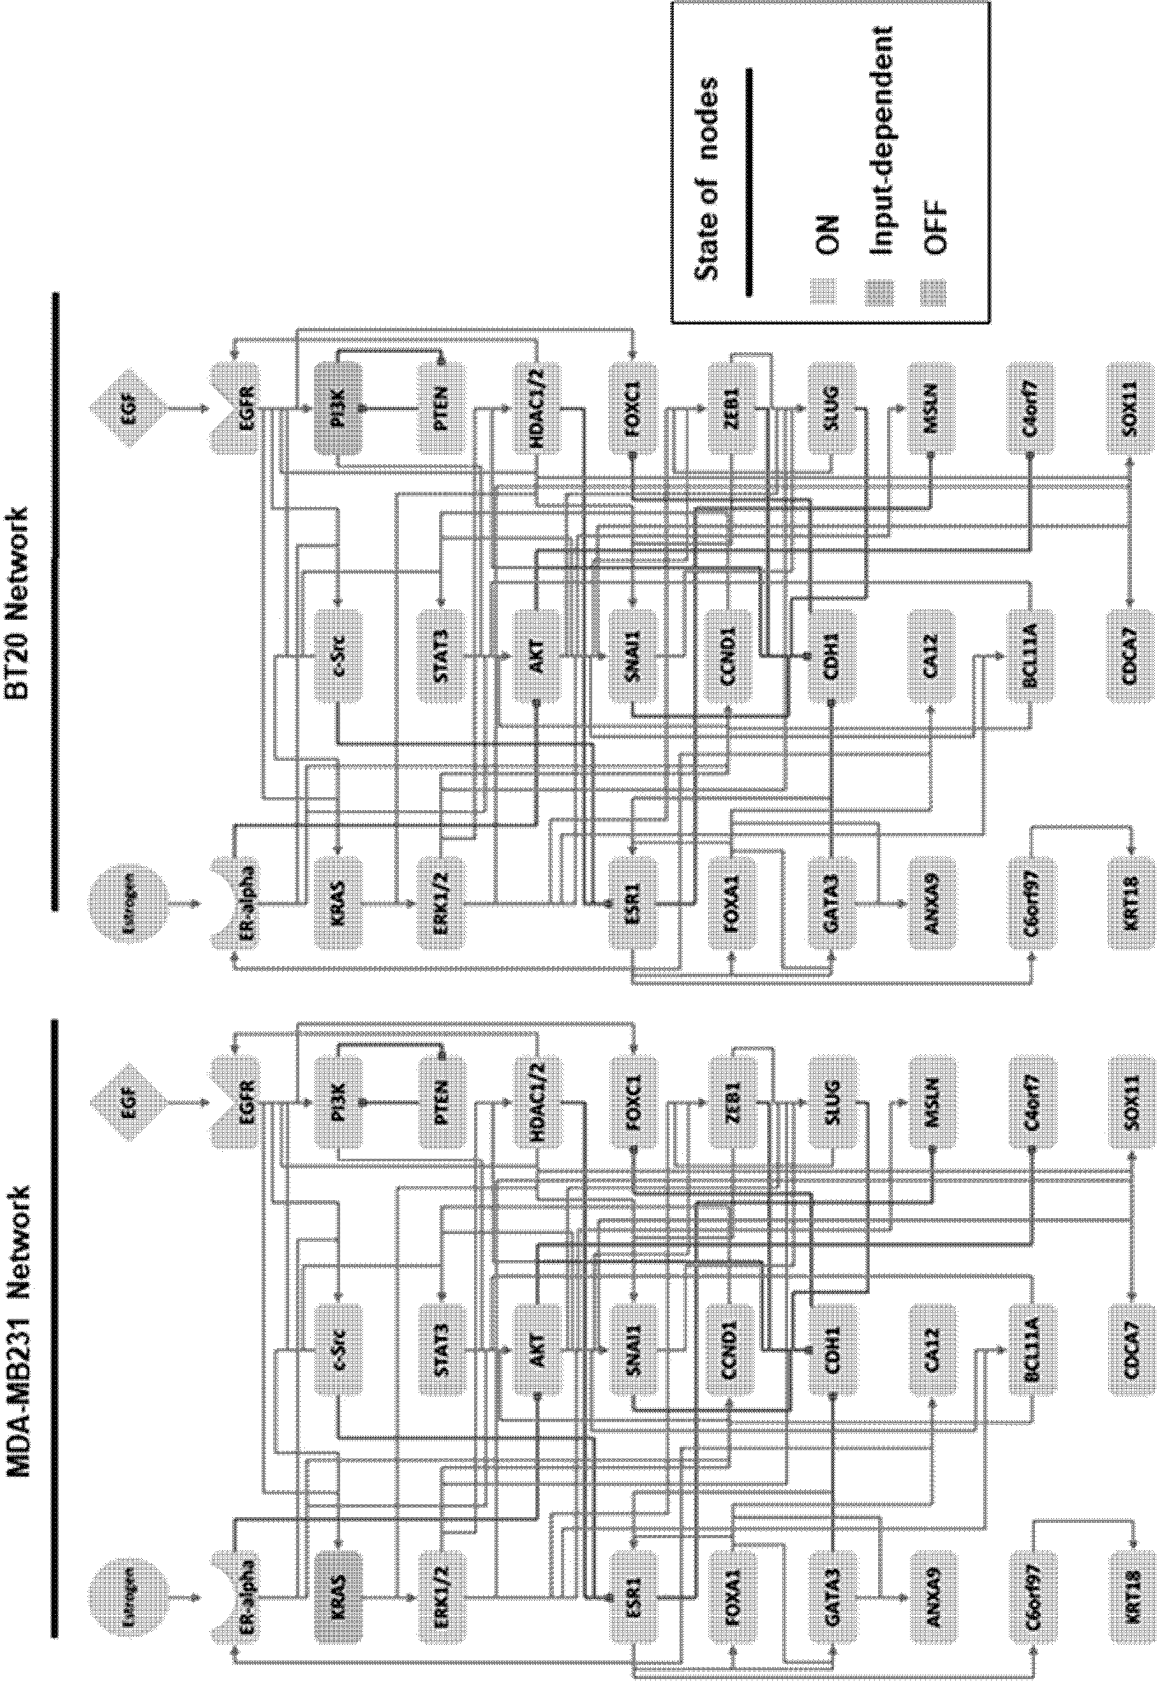 MDA-MB231 Network
Estrogen
EGF
ER-alpha
EGFR
KRAS
c-Src
PI3K
ERK1/2
STAT3
PTEN
AKT
HDAC1/2
ESR1
SNAI1
FOXC1
FOXA1
CCND1
ZEB1
GATA3
CDH1
SLUG
ANXA9
CA12
MSLN
C6orf97
BCL11A
C4orf7
KRT18
CDCA7
SOX11
BT20 Network
Estrogen
EGF
ER-alpha
EGFR
KRAS
c-Src
PI3K
ERK1/2
STAT3
PTEN
AKT
HDAC1/2
ESR1
SNAI1
FOXC1
FOXA1
CCND1
ZEB1
GATA3
CDH1
SLUG
ANXA9
CA12
MSLN
C6orf97
BCL11A
C4orf7
KRT18
CDCA7
SOX11
State of nodes
ON
Input-dependent
OFF